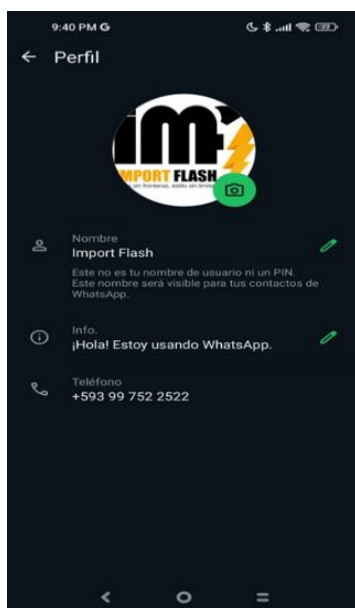 9:40 PM G
Perfil
im
IMPORT FLASH
Nombre
Import Flash
Este no es tu nombre de usuario ni un PIN.
Este nombre será visible para tus contactos de
WhatsApp.
Info.
¡Hola! Estoy usando WhatsApp.
Teléfono
+593 99 752 2522